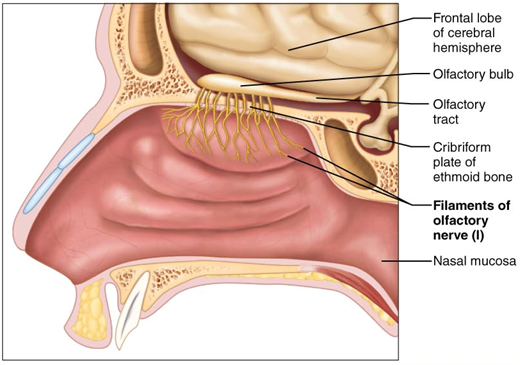 Frontal lobe
of cerebral
hemisphere
Olfactory bulb
Olfactory
tract
Cribriform
plate of
ethmoid bone
Filaments of
olfactory
nerve (I)
Nasal mucosa